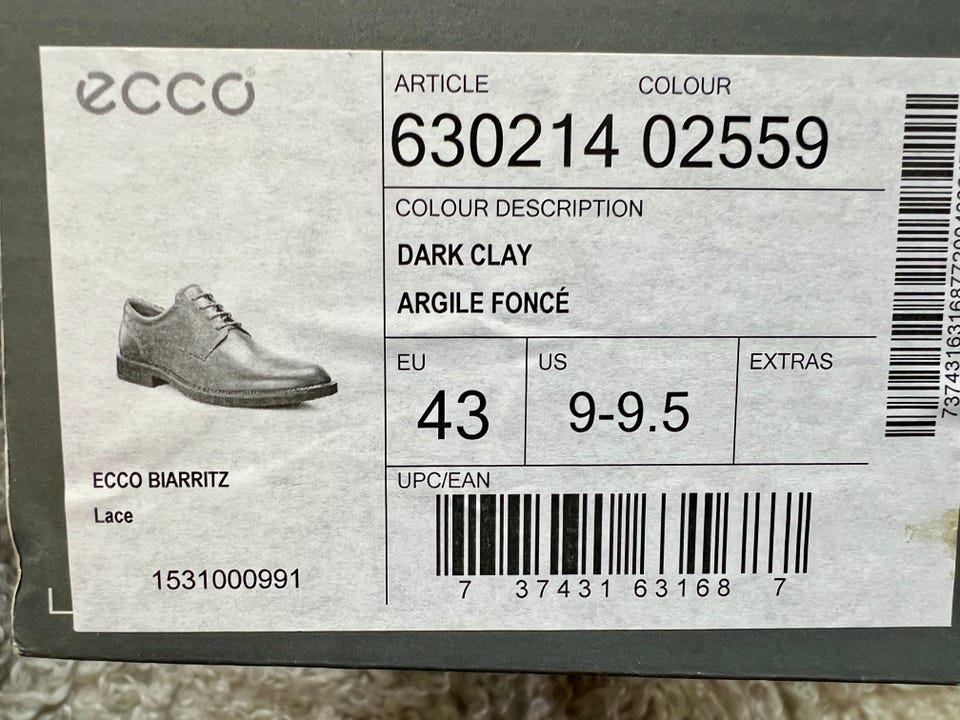 ecco®
ARTICLE COLOUR
630214 02559
COLOUR DESCRIPTION
DARK CLAY
ARGILE FONCÉ
EU US EXTRAS
43 9-9.5
ECCO BIARRITZ
Lace
1531000991
UPC/EAN
7 37431 63168 7